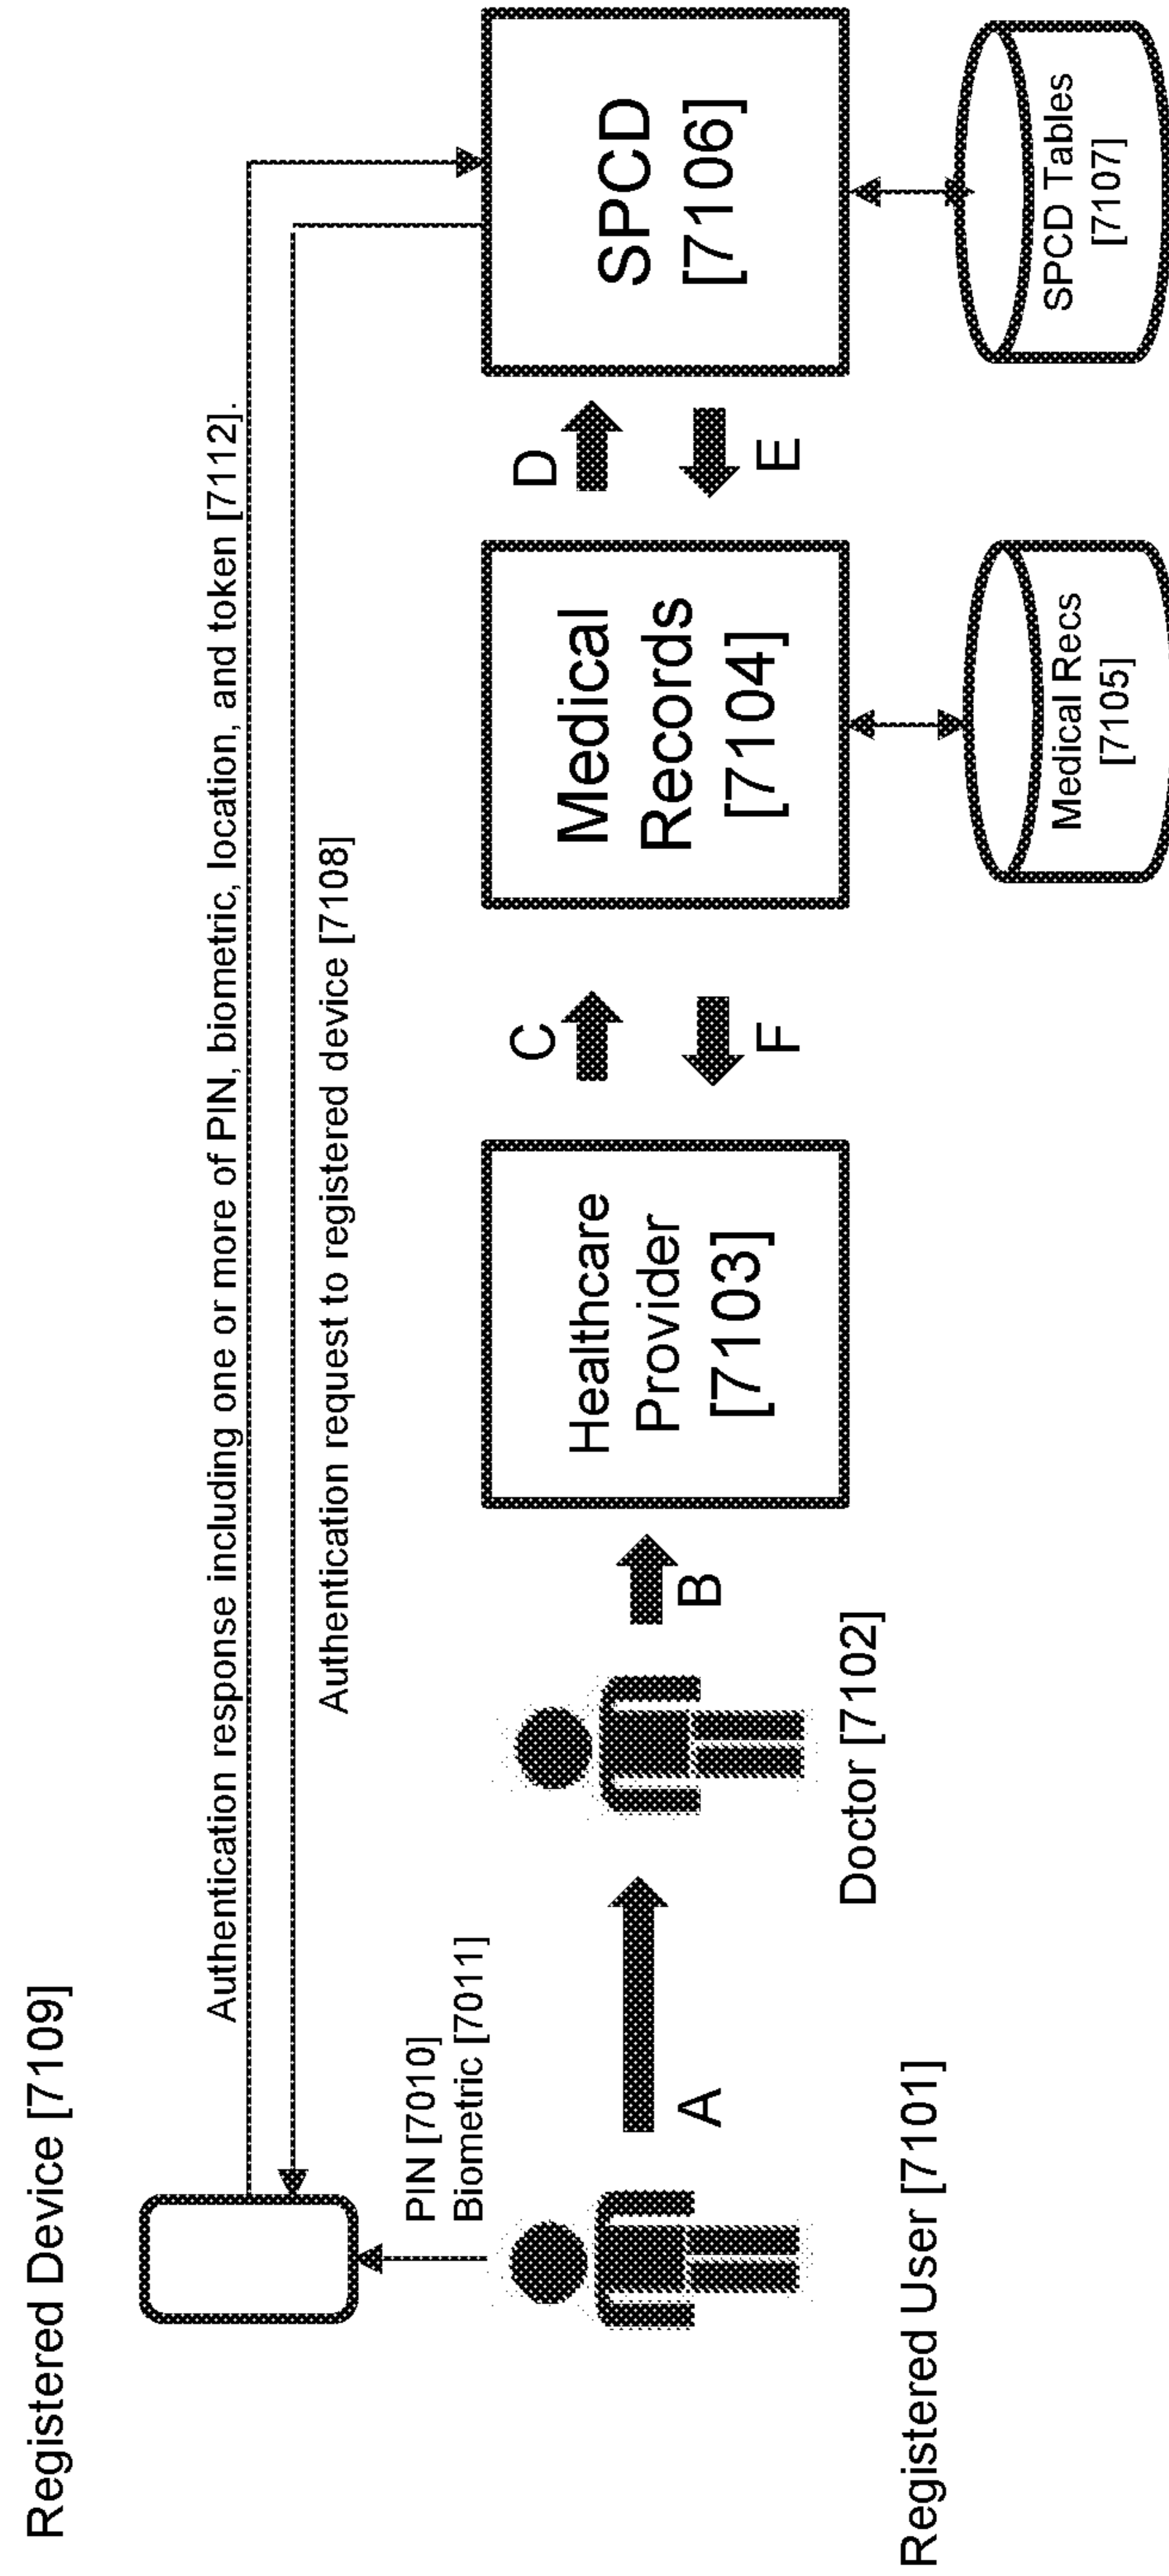 Registered Device [7109]
Authentication response including one or more of PIN, biometric, location, and token [7112].
Authentication request to registered device [7108]
PIN [7010]
Biometric [7011]
A
B
C
D
E
F
Healthcare
Provider
[7103]
Medical
Records
[7104]
SPCD
[7106]
Registered User [7101]
Doctor [7102]
Medical Recs
[7105]
SPCD Tables
[7107]